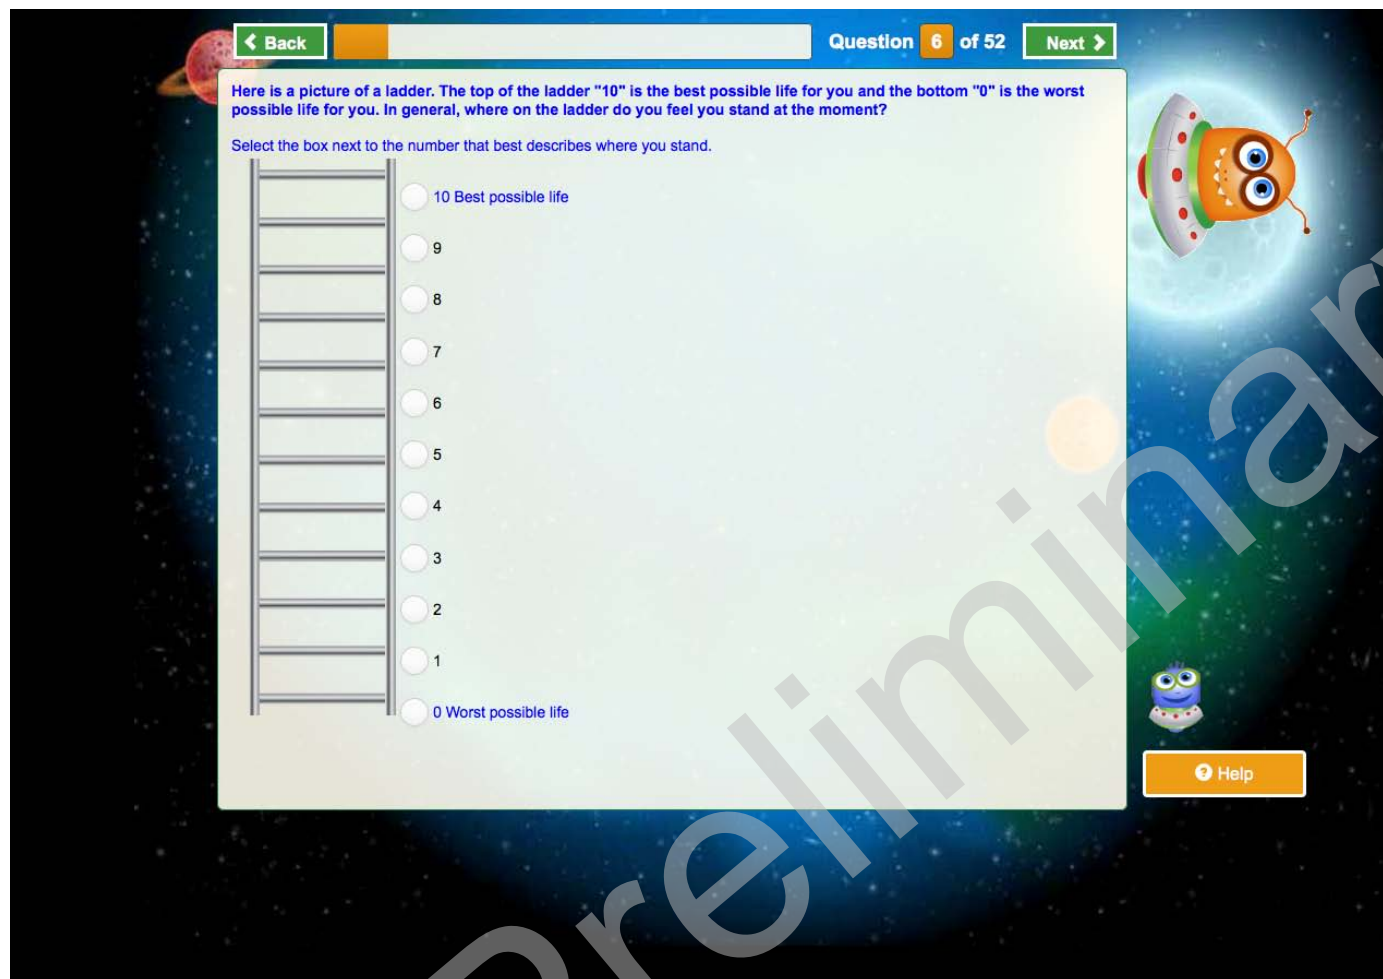 Back
Question 6 of 52
Next
Here is a picture of a ladder. The top of the ladder "10" is the best possible life for you and the bottom "0" is the worst
possible life for you. In general, where on the ladder do you feel you stand at the moment?
Select the box next to the number that best describes where you stand.
10 Best possible life
9
8
7
6
5
4
3
2
1
0 Worst possible life
? Help
Preliminar